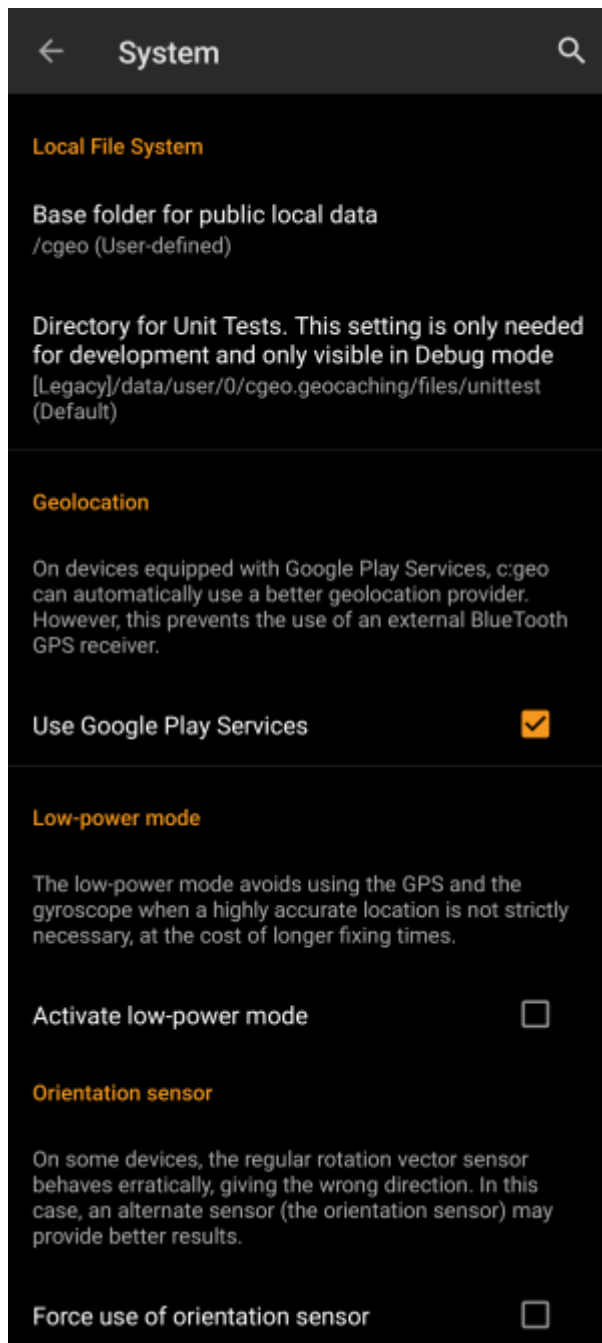 System
Local File System
Base folder for public local data
/cgeo (User-defined)
Directory for Unit Tests. This setting is only needed
for development and only visible in Debug mode
[Legacy]/data/user/0/cgeo.geocaching/files/unittest
(Default)
Geolocation
On devices equipped with Google Play Services, c:geo
can automatically use a better geolocation provider.
However, this prevents the use of an external BlueTooth
GPS receiver.
Use Google Play Services
Low-power mode
The low-power mode avoids using the GPS and the
gyroscope when a highly accurate location is not strictly
necessary, at the cost of longer fixing times.
Activate low-power mode
Orientation sensor
On some devices, the regular rotation vector sensor
behaves erratically, giving the wrong direction. In this
case, an alternate sensor (the orientation sensor) may
provide better results.
Force use of orientation sensor